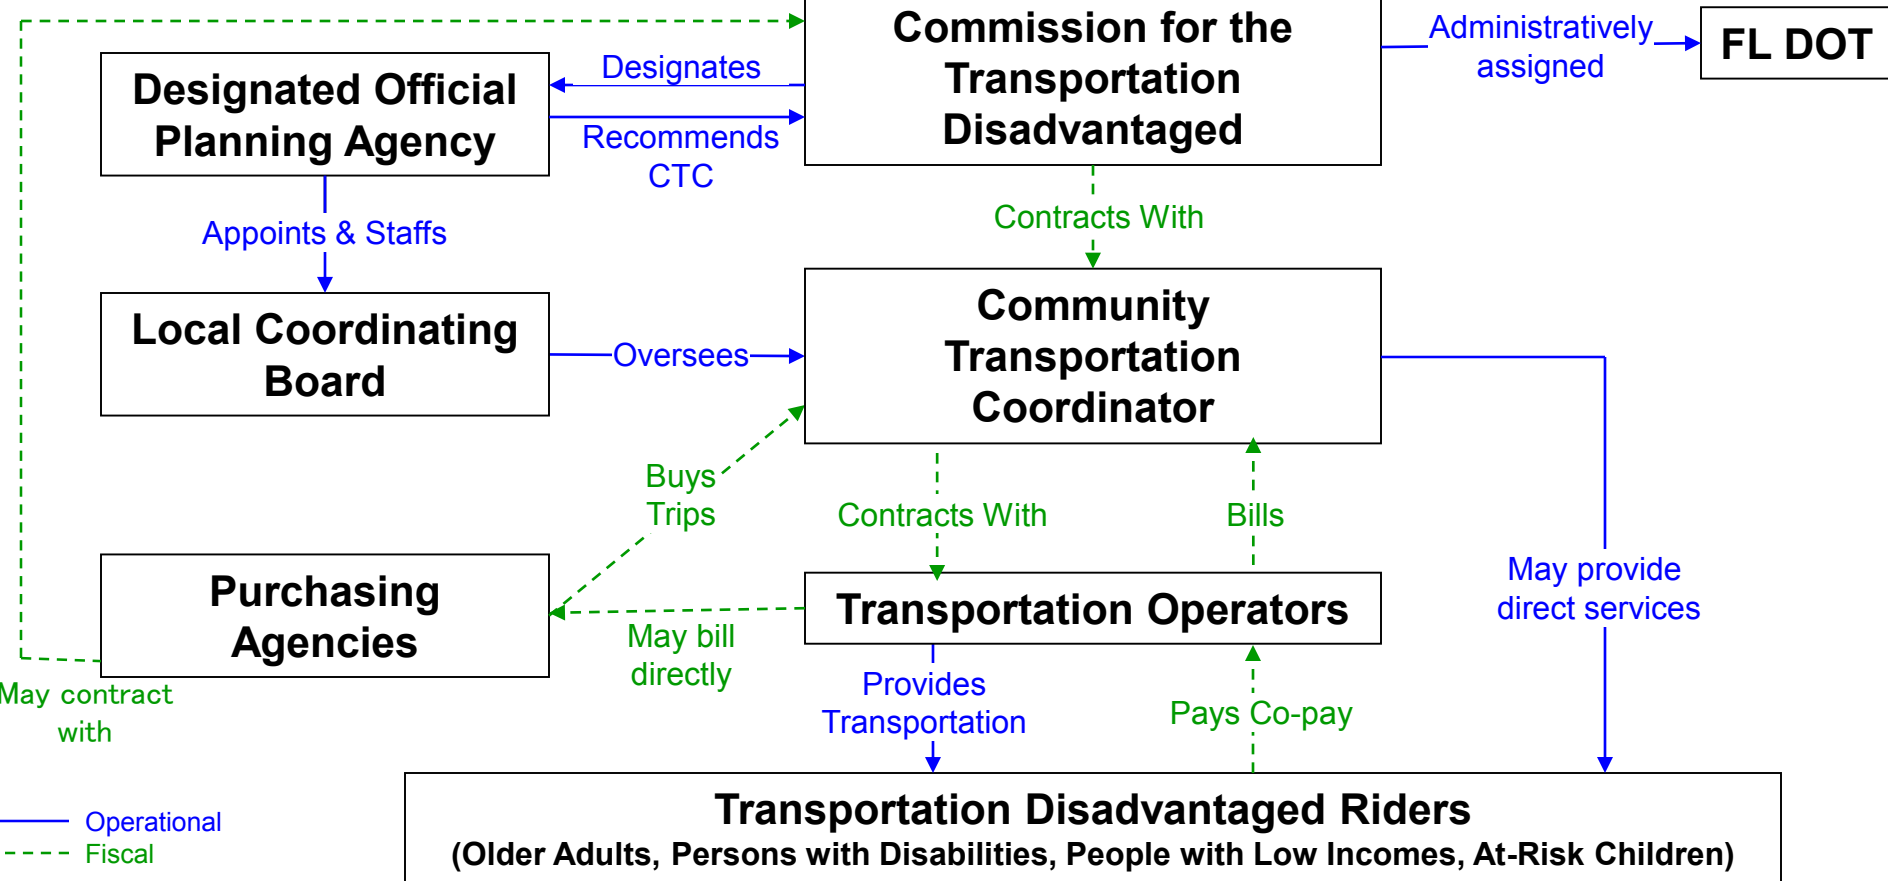 Commission for the
Transportation
Disadvantaged
Administratively
assigned
FL DOT
Designated Official
Planning Agency
Designates
Recommends
CTC
Contracts With
Appoints & Staffs
Local Coordinating
Board
Oversees
Community
Transportation
Coordinator
Buys
Trips
Contracts With
Bills
May provide
direct services
Purchasing
Agencies
May bill
directly
Transportation Operators
May contract
with
Provides
Transportation
Pays Co-pay
Transportation Disadvantaged Riders
(Older Adults, Persons with Disabilities, People with Low Incomes, At-Risk Children)
Operational
Fiscal